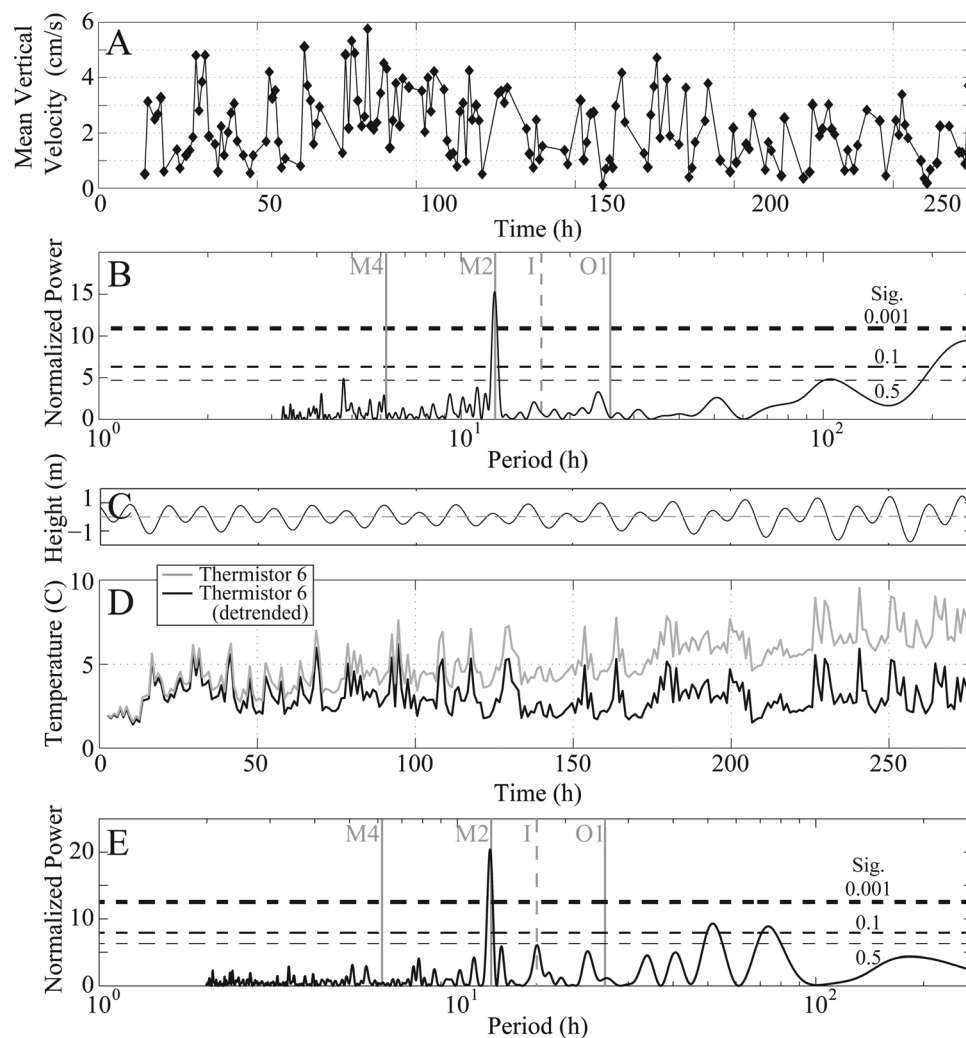 A
Mean Vertical
Velocity (cm/s)
6
4
2
0
0 50 100 150 200 250
Time (h)
B
Normalized Power
M4 M2 I O1
Sig.
0.001
0.1
0.5
15
10
5
0
10^0 10^1 10^2
Period (h)
C
Height (m)
1
−1
D
Thermistor 6
Thermistor 6
(detrended)
Temperature (C)
10
5
0
0 50 100 150 200 250
Time (h)
E
Normalized Power
M4 M2 I O1
Sig.
0.001
0.1
0.5
20
10
0
10^0 10^1 10^2
Period (h)